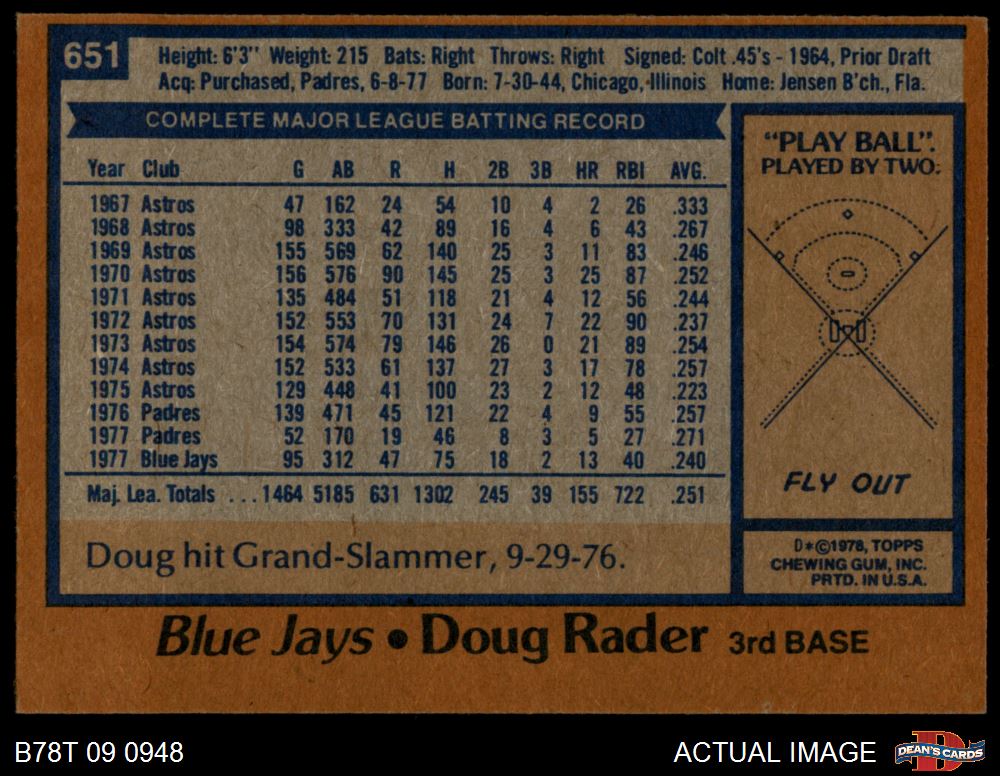 651
Height: 6'3" Weight: 215 Bats: Right Throws: Right Signed: Colt .45's - 1964, Prior Draft
Acq: Purchased, Padres, 6-8-77 Born: 7-30-44, Chicago, Illinois Home: Jensen B'ch., Fla.
COMPLETE MAJOR LEAGUE BATTING RECORD
Year Club G AB R H 2B 3B HR RBI AVG.
1967 Astros 47 162 24 54 10 4 2 26 .333
1968 Astros 98 333 42 89 16 4 6 43 .267
1969 Astros 155 569 62 140 25 3 11 83 .246
1970 Astros 156 576 90 145 25 3 25 87 .252
1971 Astros 135 484 51 118 21 4 12 56 .244
1972 Astros 152 553 70 131 24 7 22 90 .237
1973 Astros 154 574 79 146 26 0 21 89 .254
1974 Astros 152 533 61 137 27 3 17 78 .257
1975 Astros 129 448 41 100 23 2 12 48 .223
1976 Padres 139 471 45 121 22 4 9 55 .257
1977 Padres 52 170 19 46 8 3 5 27 .271
1977 Blue Jays 95 312 47 75 18 2 13 40 .240
Maj. Lea. Totals ... 1464 5185 631 1302 245 39 155 722 .251
Doug hit Grand-Slammer, 9-29-76.
"PLAY BALL".
PLAYED BY TWO:
FLY OUT
D*©1978, TOPPS
CHEWING GUM, INC.
PRTD. IN U.S.A.
Blue Jays • Doug Rader 3rd BASE
B78T 09 0948
ACTUAL IMAGE
D
DEAN'S CARDS